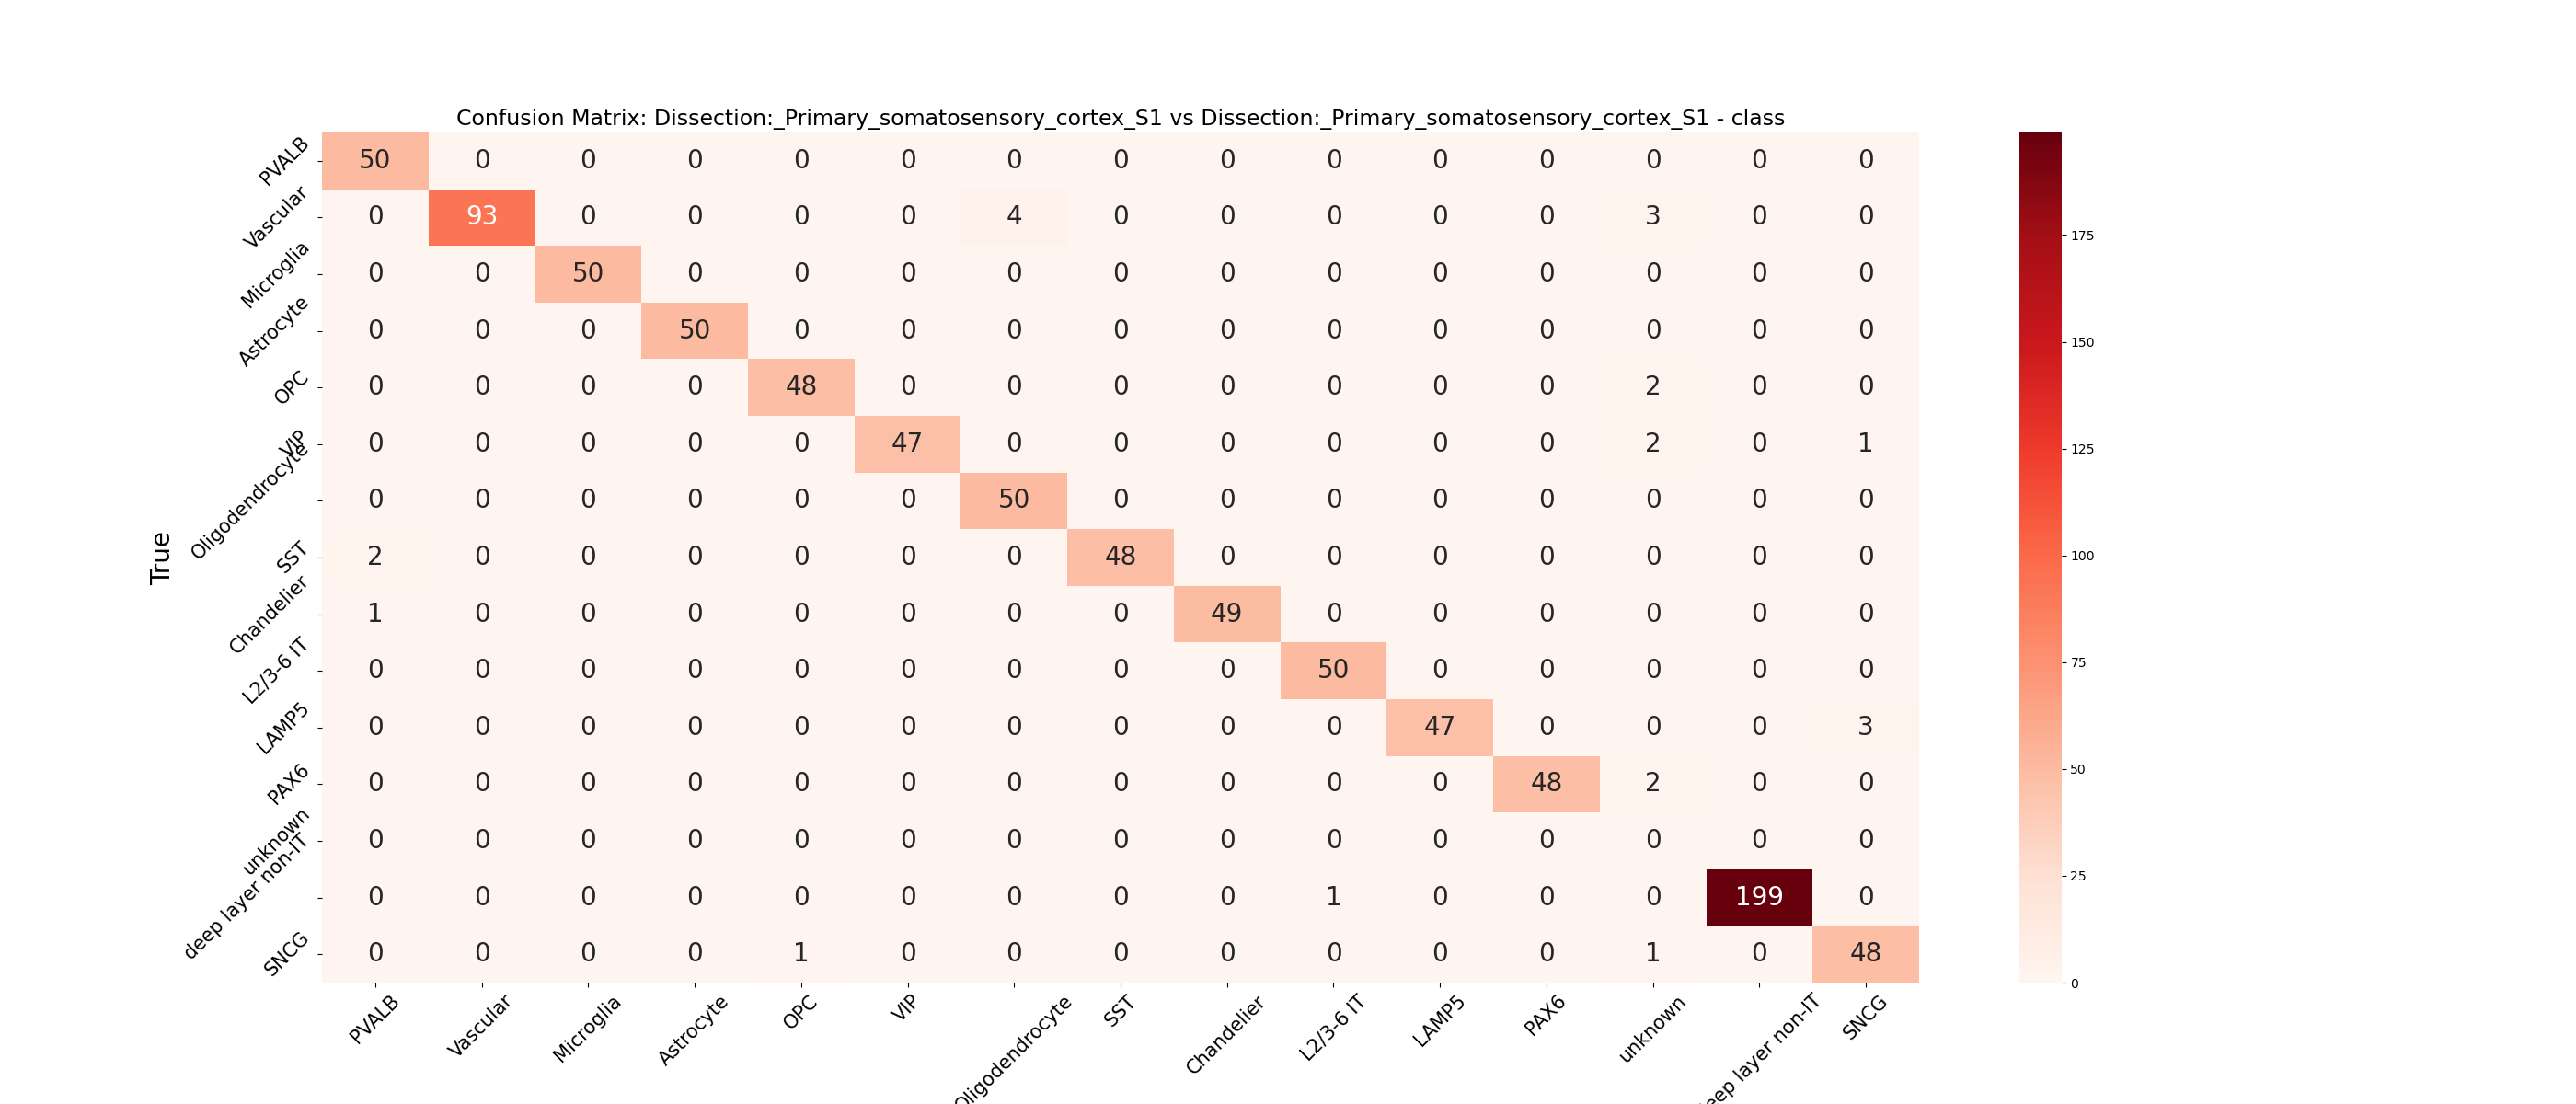 Confusion Matrix: Dissection:_Primary_somatosensory_cortex_S1 vs Dissection:_Primary_somatosensory_cortex_S1 - class
PVALB 50 0 0 0 0 0 0 0 0 0 0 0 0 0 0
Vascular 0 93 0 0 0 0 4 0 0 0 0 0 3 0 0
Microglia 0 0 50 0 0 0 0 0 0 0 0 0 0 0 0
Astrocyte 0 0 0 50 0 0 0 0 0 0 0 0 0 0 0
OPC 0 0 0 0 48 0 0 0 0 0 0 0 2 0 0
VIP 0 0 0 0 0 47 0 0 0 0 0 0 2 0 1
Oligodendrocyte 0 0 0 0 0 0 50 0 0 0 0 0 0 0 0
SST 2 0 0 0 0 0 0 48 0 0 0 0 0 0 0
Chandelier 1 0 0 0 0 0 0 0 49 0 0 0 0 0 0
L2/3-6 IT 0 0 0 0 0 0 0 0 0 50 0 0 0 0 0
LAMP5 0 0 0 0 0 0 0 0 0 0 47 0 0 0 3
PAX6 0 0 0 0 0 0 0 0 0 0 0 48 2 0 0
unknown 0 0 0 0 0 0 0 0 0 0 0 0 0 0 0
deep layer non-IT 0 0 0 0 0 0 0 0 0 1 0 0 0 199 0
SNCG 0 0 0 0 1 0 0 0 0 0 0 0 1 0 48
True
PVALB Vascular Microglia Astrocyte OPC VIP Oligodendrocyte SST Chandelier L2/3-6 IT LAMP5 PAX6 unknown eep layer non-IT SNCG
175
150
125
100
75
50
25
0